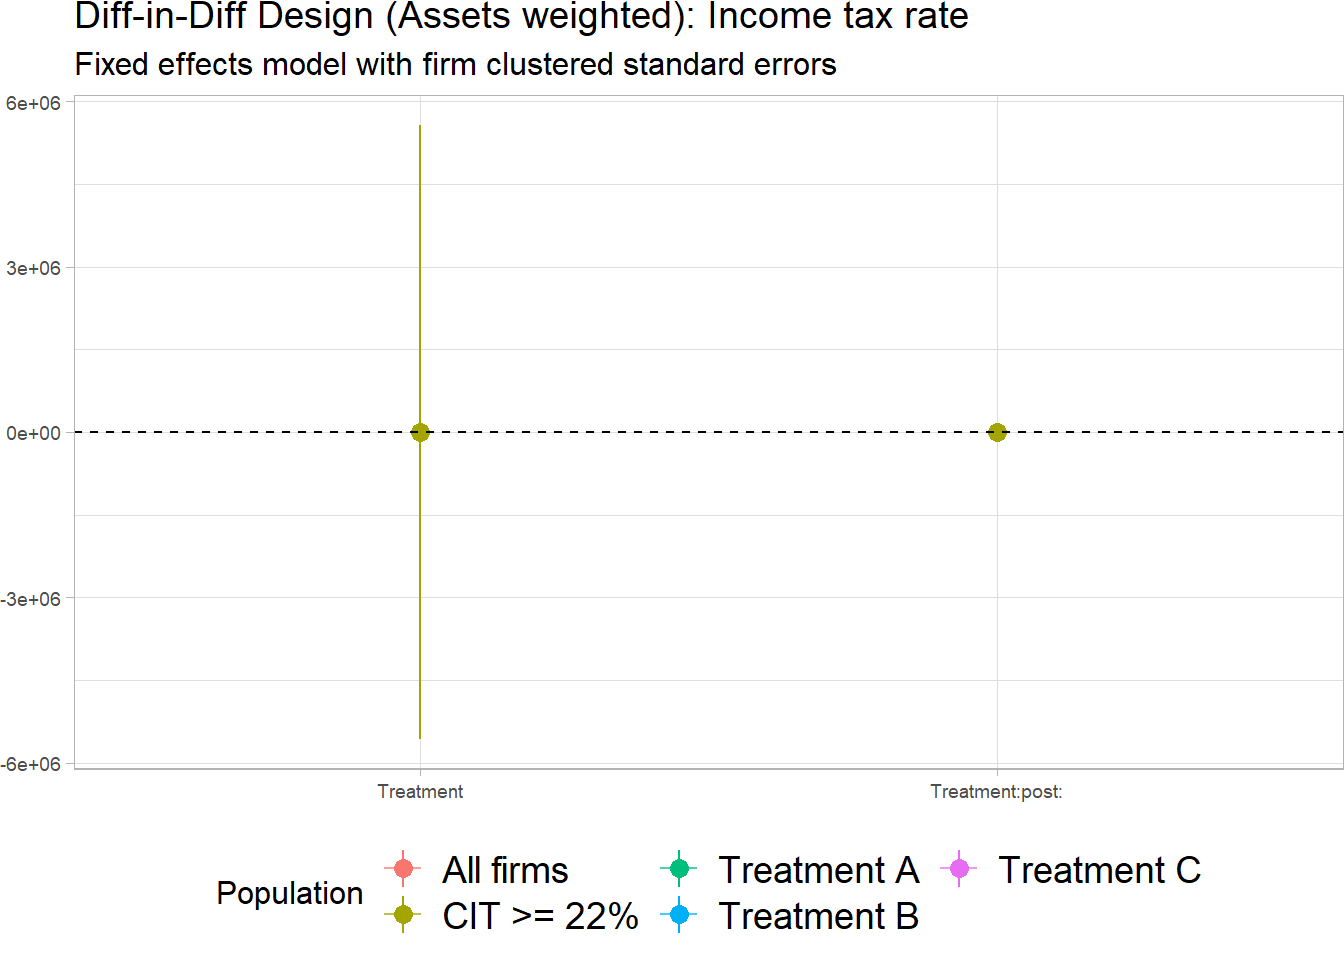 Diff-in-Diff Design (Assets weighted): Income tax rate
Fixed effects model with firm clustered standard errors
6e+06
3e+06
0e+00
-3e+06
-6e+06
Treatment
Treatment:post:
Population
All firms
CIT >= 22%
Treatment A
Treatment B
Treatment C